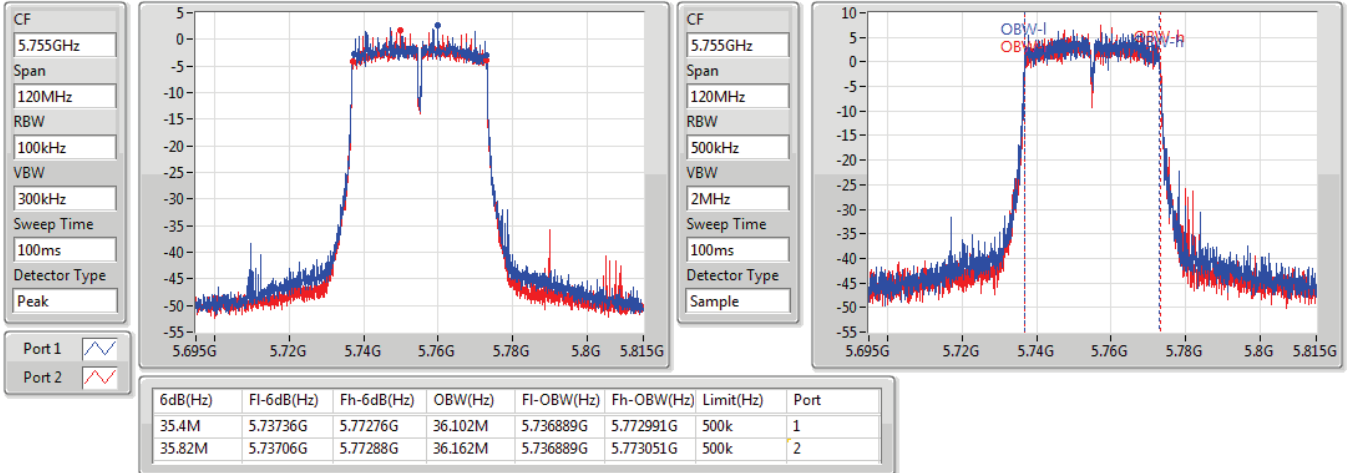 CF
5.755GHz
Span
120MHz
RBW
100kHz
VBW
300kHz
Sweep Time
100ms
Detector Type
Peak
Port 1
Port 2
5
0
-5
-10
-15
-20
-25
-30
-35
-40
-45
-50
-55
5.695G 5.72G 5.74G 5.76G 5.78G 5.8G 5.815G
CF
5.755GHz
Span
120MHz
RBW
500kHz
VBW
2MHz
Sweep Time
100ms
Detector Type
Sample
10
5
0
-5
-10
-15
-20
-25
-30
-35
-40
-45
-50
-55
OBW-l
5.695G 5.72G 5.74G 5.76G 5.78G 5.8G 5.815G
6dB(Hz) Fl-6dB(Hz) Fh-6dB(Hz) OBW(Hz) Fl-OBW(Hz) Fh-OBW(Hz) Limit(Hz) Port
35.4M 5.73736G 5.77276G 36.102M 5.736889G 5.772991G 500k 1
35.82M 5.73706G 5.77288G 36.162M 5.736889G 5.773051G 500k 2